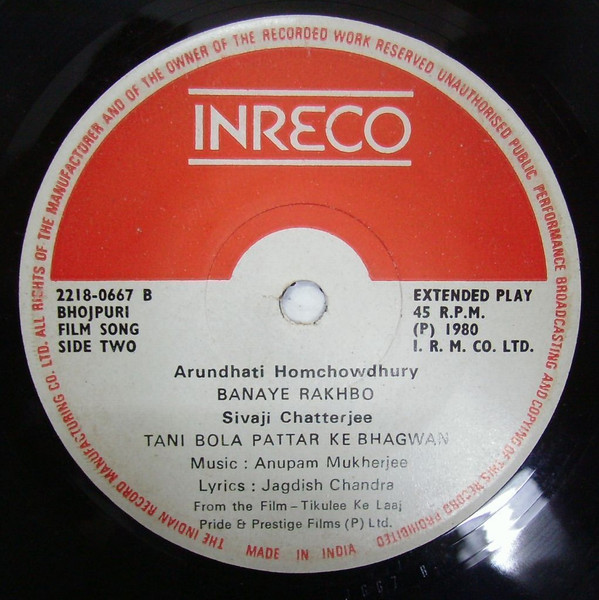 ALL RIGHTS OF THE MANUFACTURER AND OF THE OWNER OF THE RECORDED WORK RESERVED UNAUTHORISED PUBLIC PERFORMANCE BROADCASTING AND COPYING OF THIS RECORD PROHIBITED
INRECO
2218-0667 B
BHOJPURI
FILM SONG
SIDE TWO
EXTENDED PLAY
45 R.P.M.
(P) 1980
I. R. M. CO. LTD.
Arundhati Homchowdhury
BANAYE RAKHBO
Sivaji Chatterjee
TANI BOLA PATTAR KE BHAGWAN
Music : Anupam Mukherjee
Lyrics : Jagdish Chandra
From the Film – Tikulee Ke Laaj
Pride & Prestige Films (P) Ltd.
MADE IN INDIA
THE INDIAN RECORD MANUFACTURING CO. LTD.